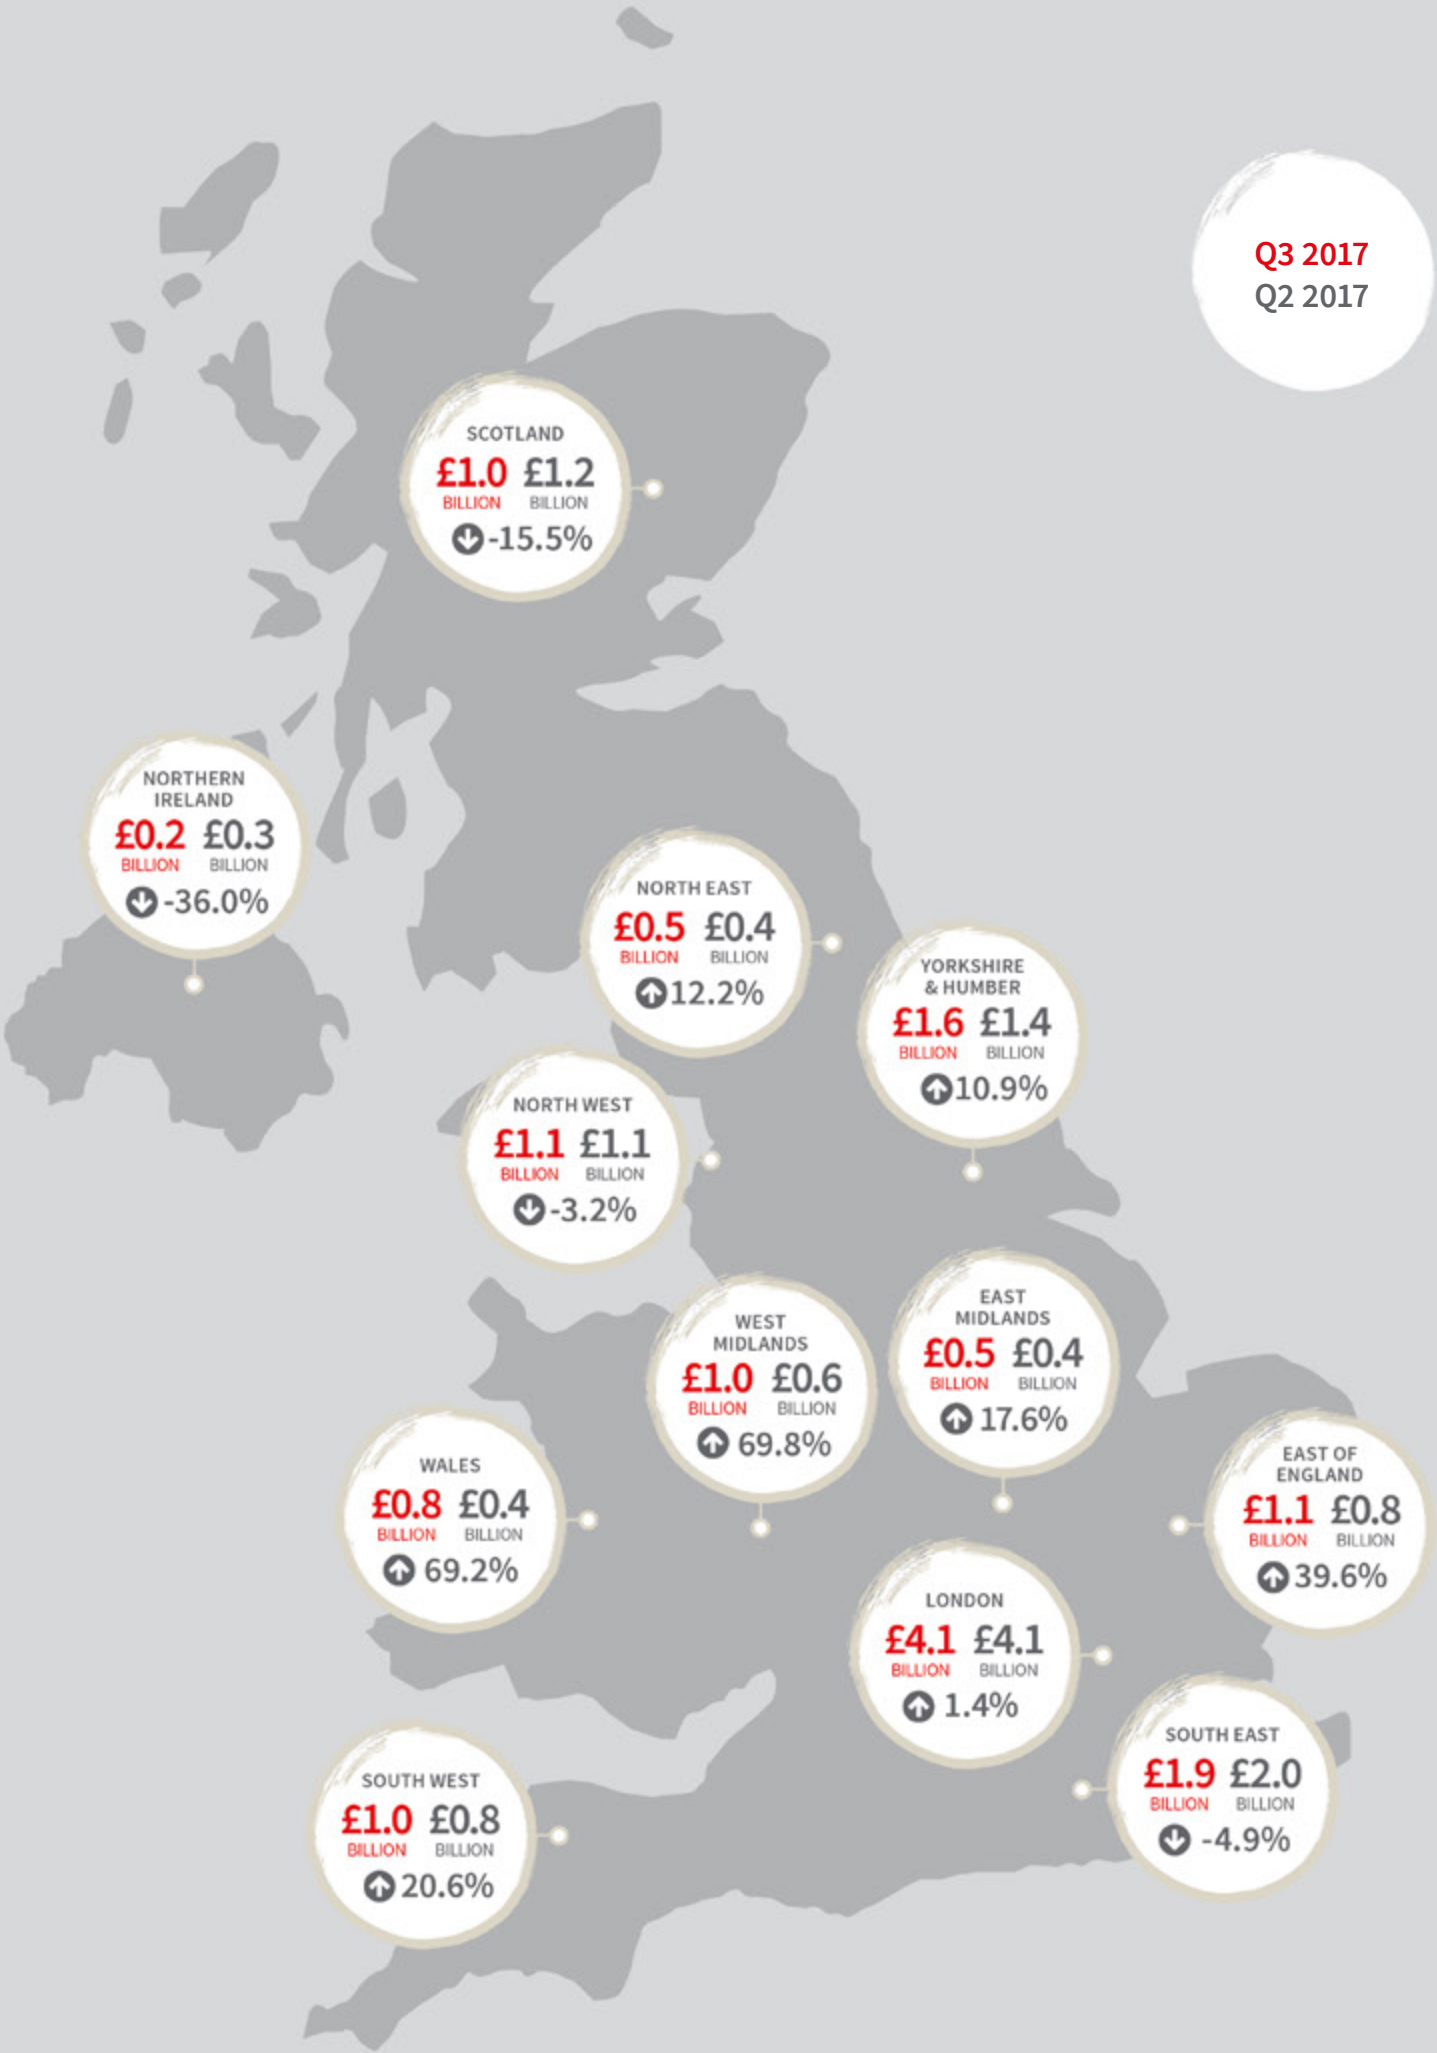 Q3 2017
Q2 2017
SCOTLAND
£1.0 £1.2
BILLION BILLION
-15.5%
NORTHERN
IRELAND
£0.2 £0.3
BILLION BILLION
-36.0%
NORTH EAST
£0.5 £0.4
BILLION BILLION
12.2%
YORKSHIRE
& HUMBER
£1.6 £1.4
BILLION BILLION
10.9%
NORTH WEST
£1.1 £1.1
BILLION BILLION
-3.2%
WEST
MIDLANDS
£1.0 £0.6
BILLION BILLION
69.8%
EAST
MIDLANDS
£0.5 £0.4
BILLION BILLION
17.6%
WALES
£0.8 £0.4
BILLION BILLION
69.2%
EAST OF
ENGLAND
£1.1 £0.8
BILLION BILLION
39.6%
LONDON
£4.1 £4.1
BILLION BILLION
1.4%
SOUTH EAST
£1.9 £2.0
BILLION BILLION
-4.9%
SOUTH WEST
£1.0 £0.8
BILLION BILLION
20.6%